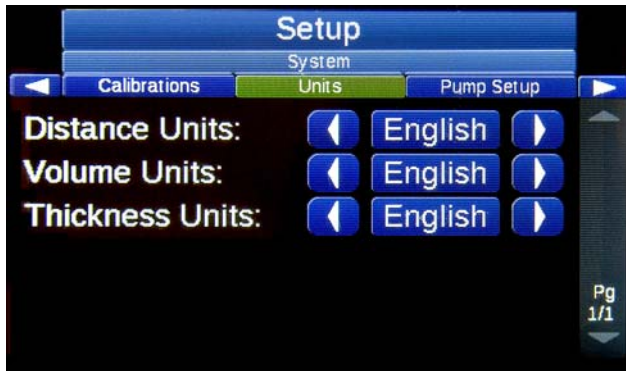 Setup
System
Calibrations Units Pump Setup
Distance Units: English
Volume Units: English
Thickness Units: English
Pg
1/1